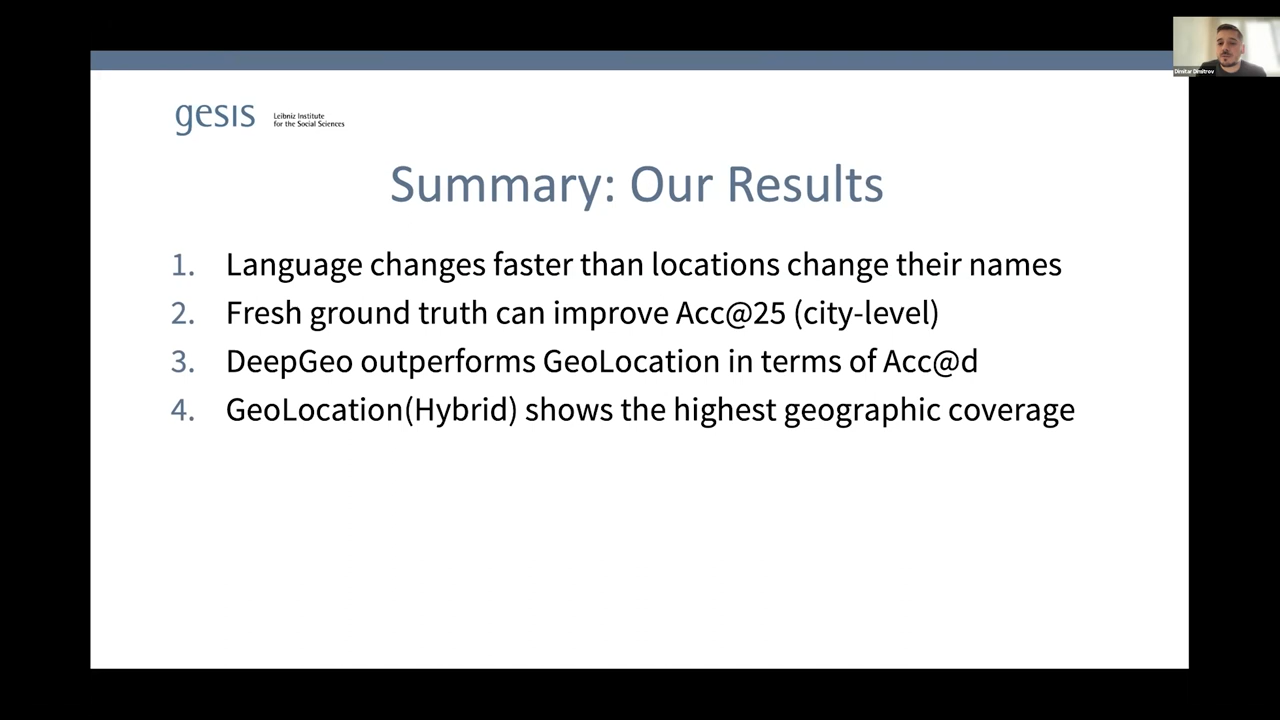 Dimitar Dimitrov
gesis
Leibniz Institute
for the Social Sciences
Summary: Our Results
1. Language changes faster than locations change their names
2. Fresh ground truth can improve Acc@25 (city-level)
3. DeepGeo outperforms GeoLocation in terms of Acc@d
4. GeoLocation(Hybrid) shows the highest geographic coverage